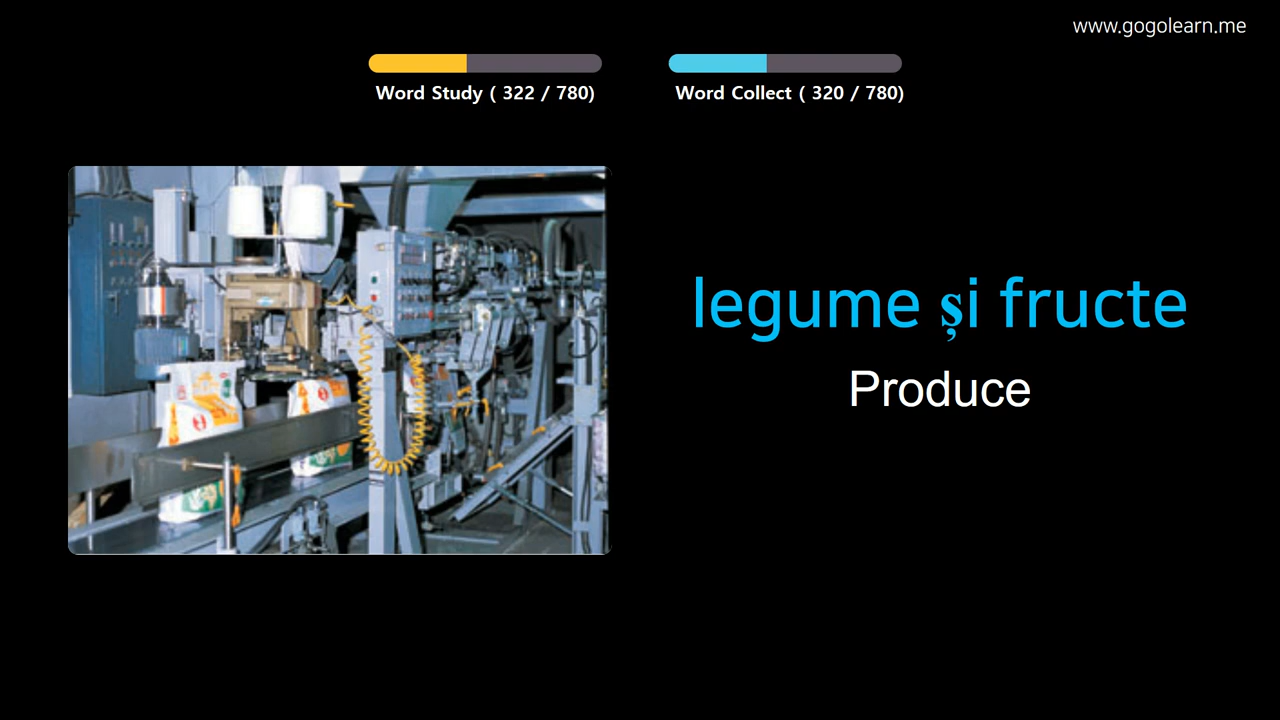 www.gogolearn.me
Word Study ( 322 / 780)
Word Collect ( 320 / 780)
legume și fructe
Produce